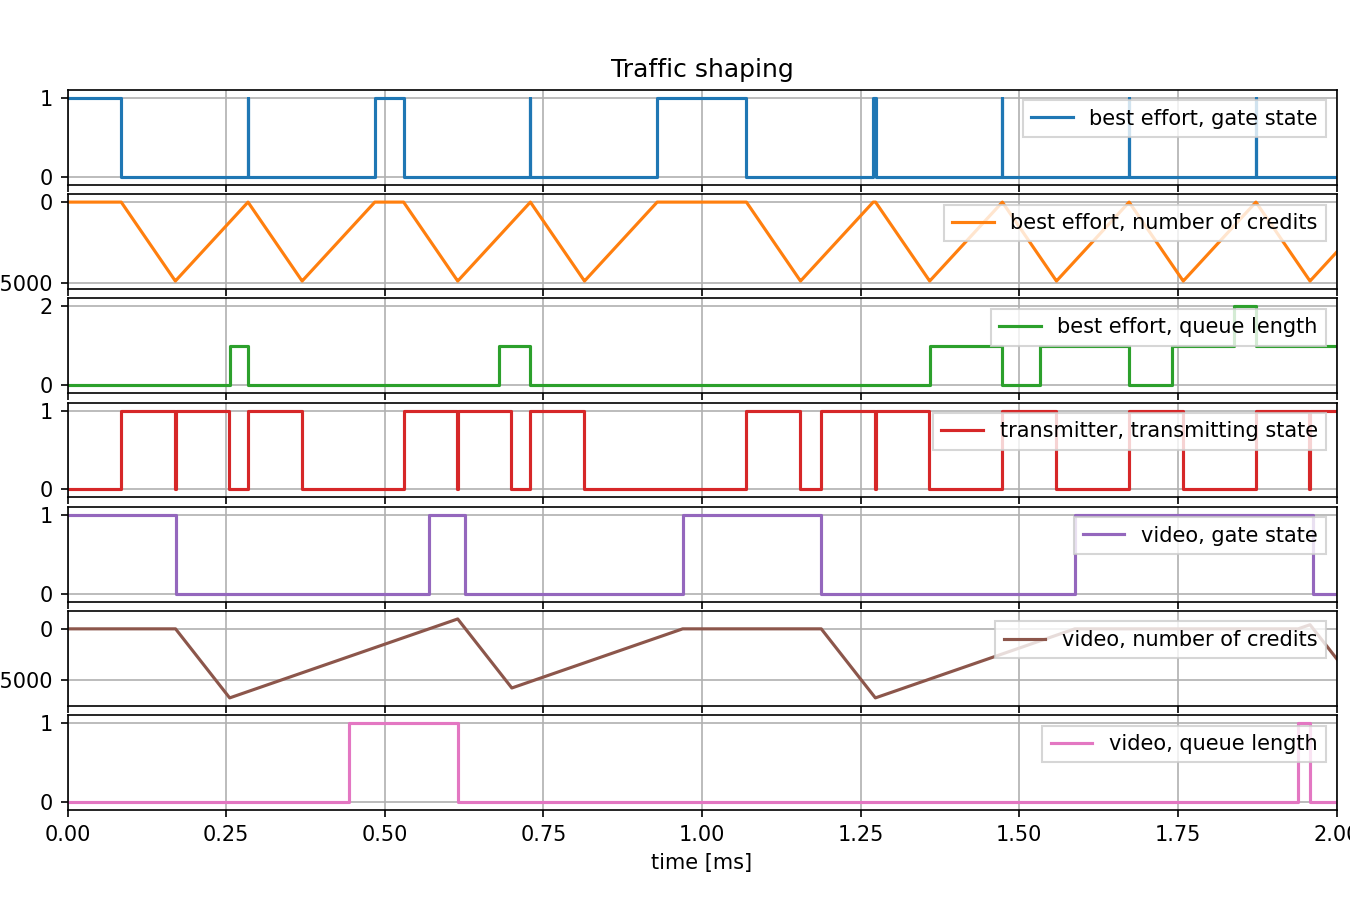 Traffic shaping
1
best effort, gate state
0
0
best effort, number of credits
5000
2
best effort, queue length
0
1
transmitter, transmitting state
0
1
video, gate state
0
0
video, number of credits
5000
1
video, queue length
0
0.00 0.25 0.50 0.75 1.00 1.25 1.50 1.75 2.00
time [ms]